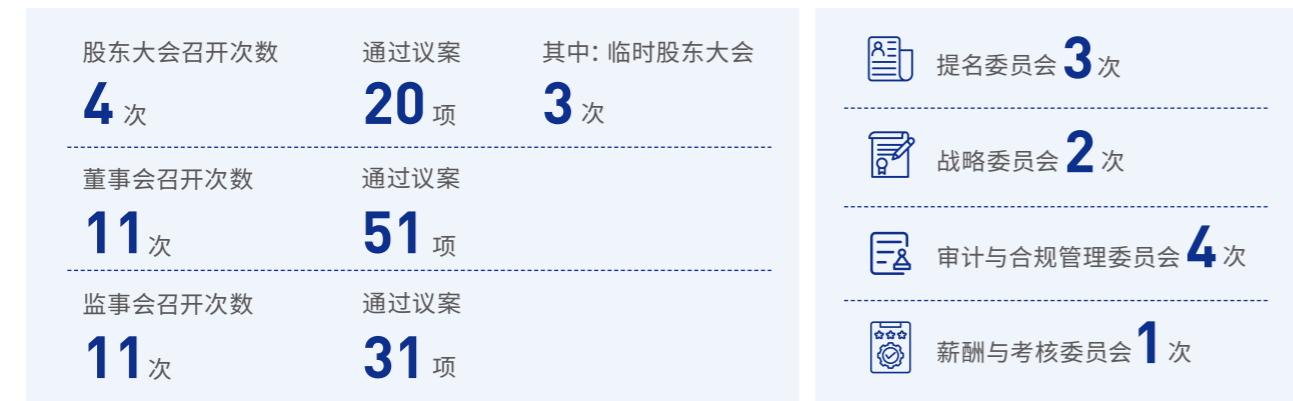 股东大会召开次数 通过议案 其中：临时股东大会
4 次 20 项 3 次
董事会召开次数 通过议案
11 次 51 项
监事会召开次数 通过议案
11 次 31 项
提名委员会 3 次
战略委员会 2 次
审计与合规管理委员会 4 次
薪酬与考核委员会 1 次